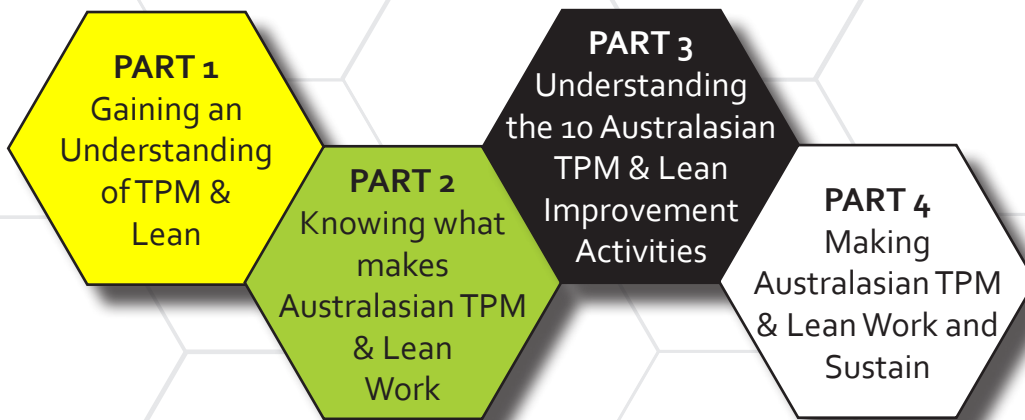 PART 1
Gaining an
Understanding
of TPM &
Lean
PART 2
Knowing what
makes
Australasian TPM
& Lean
Work
PART 3
Understanding
the 10 Australasian
TPM & Lean
Improvement
Activities
PART 4
Making
Australasian TPM
& Lean Work and
Sustain